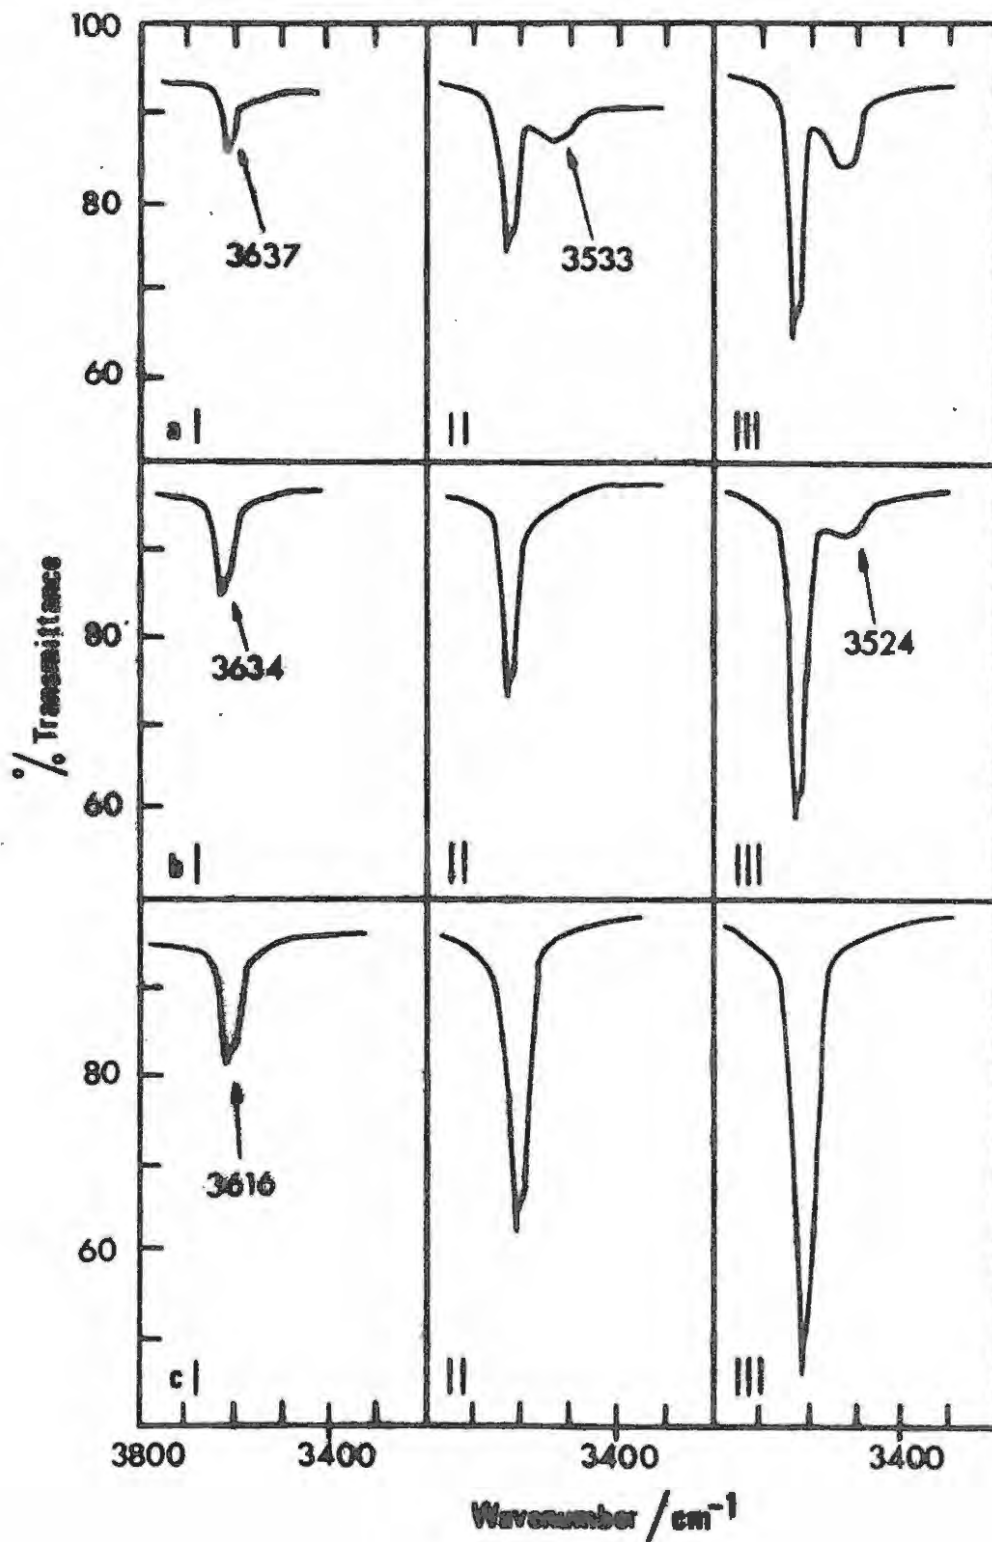 100
80
60
3637
3533
a I
II
III
% Transmittance
80
60
3634
3524
b I
II
III
80
60
3616
c I
II
III
3800
3400
3400
3400
Wavenumber / cm⁻¹